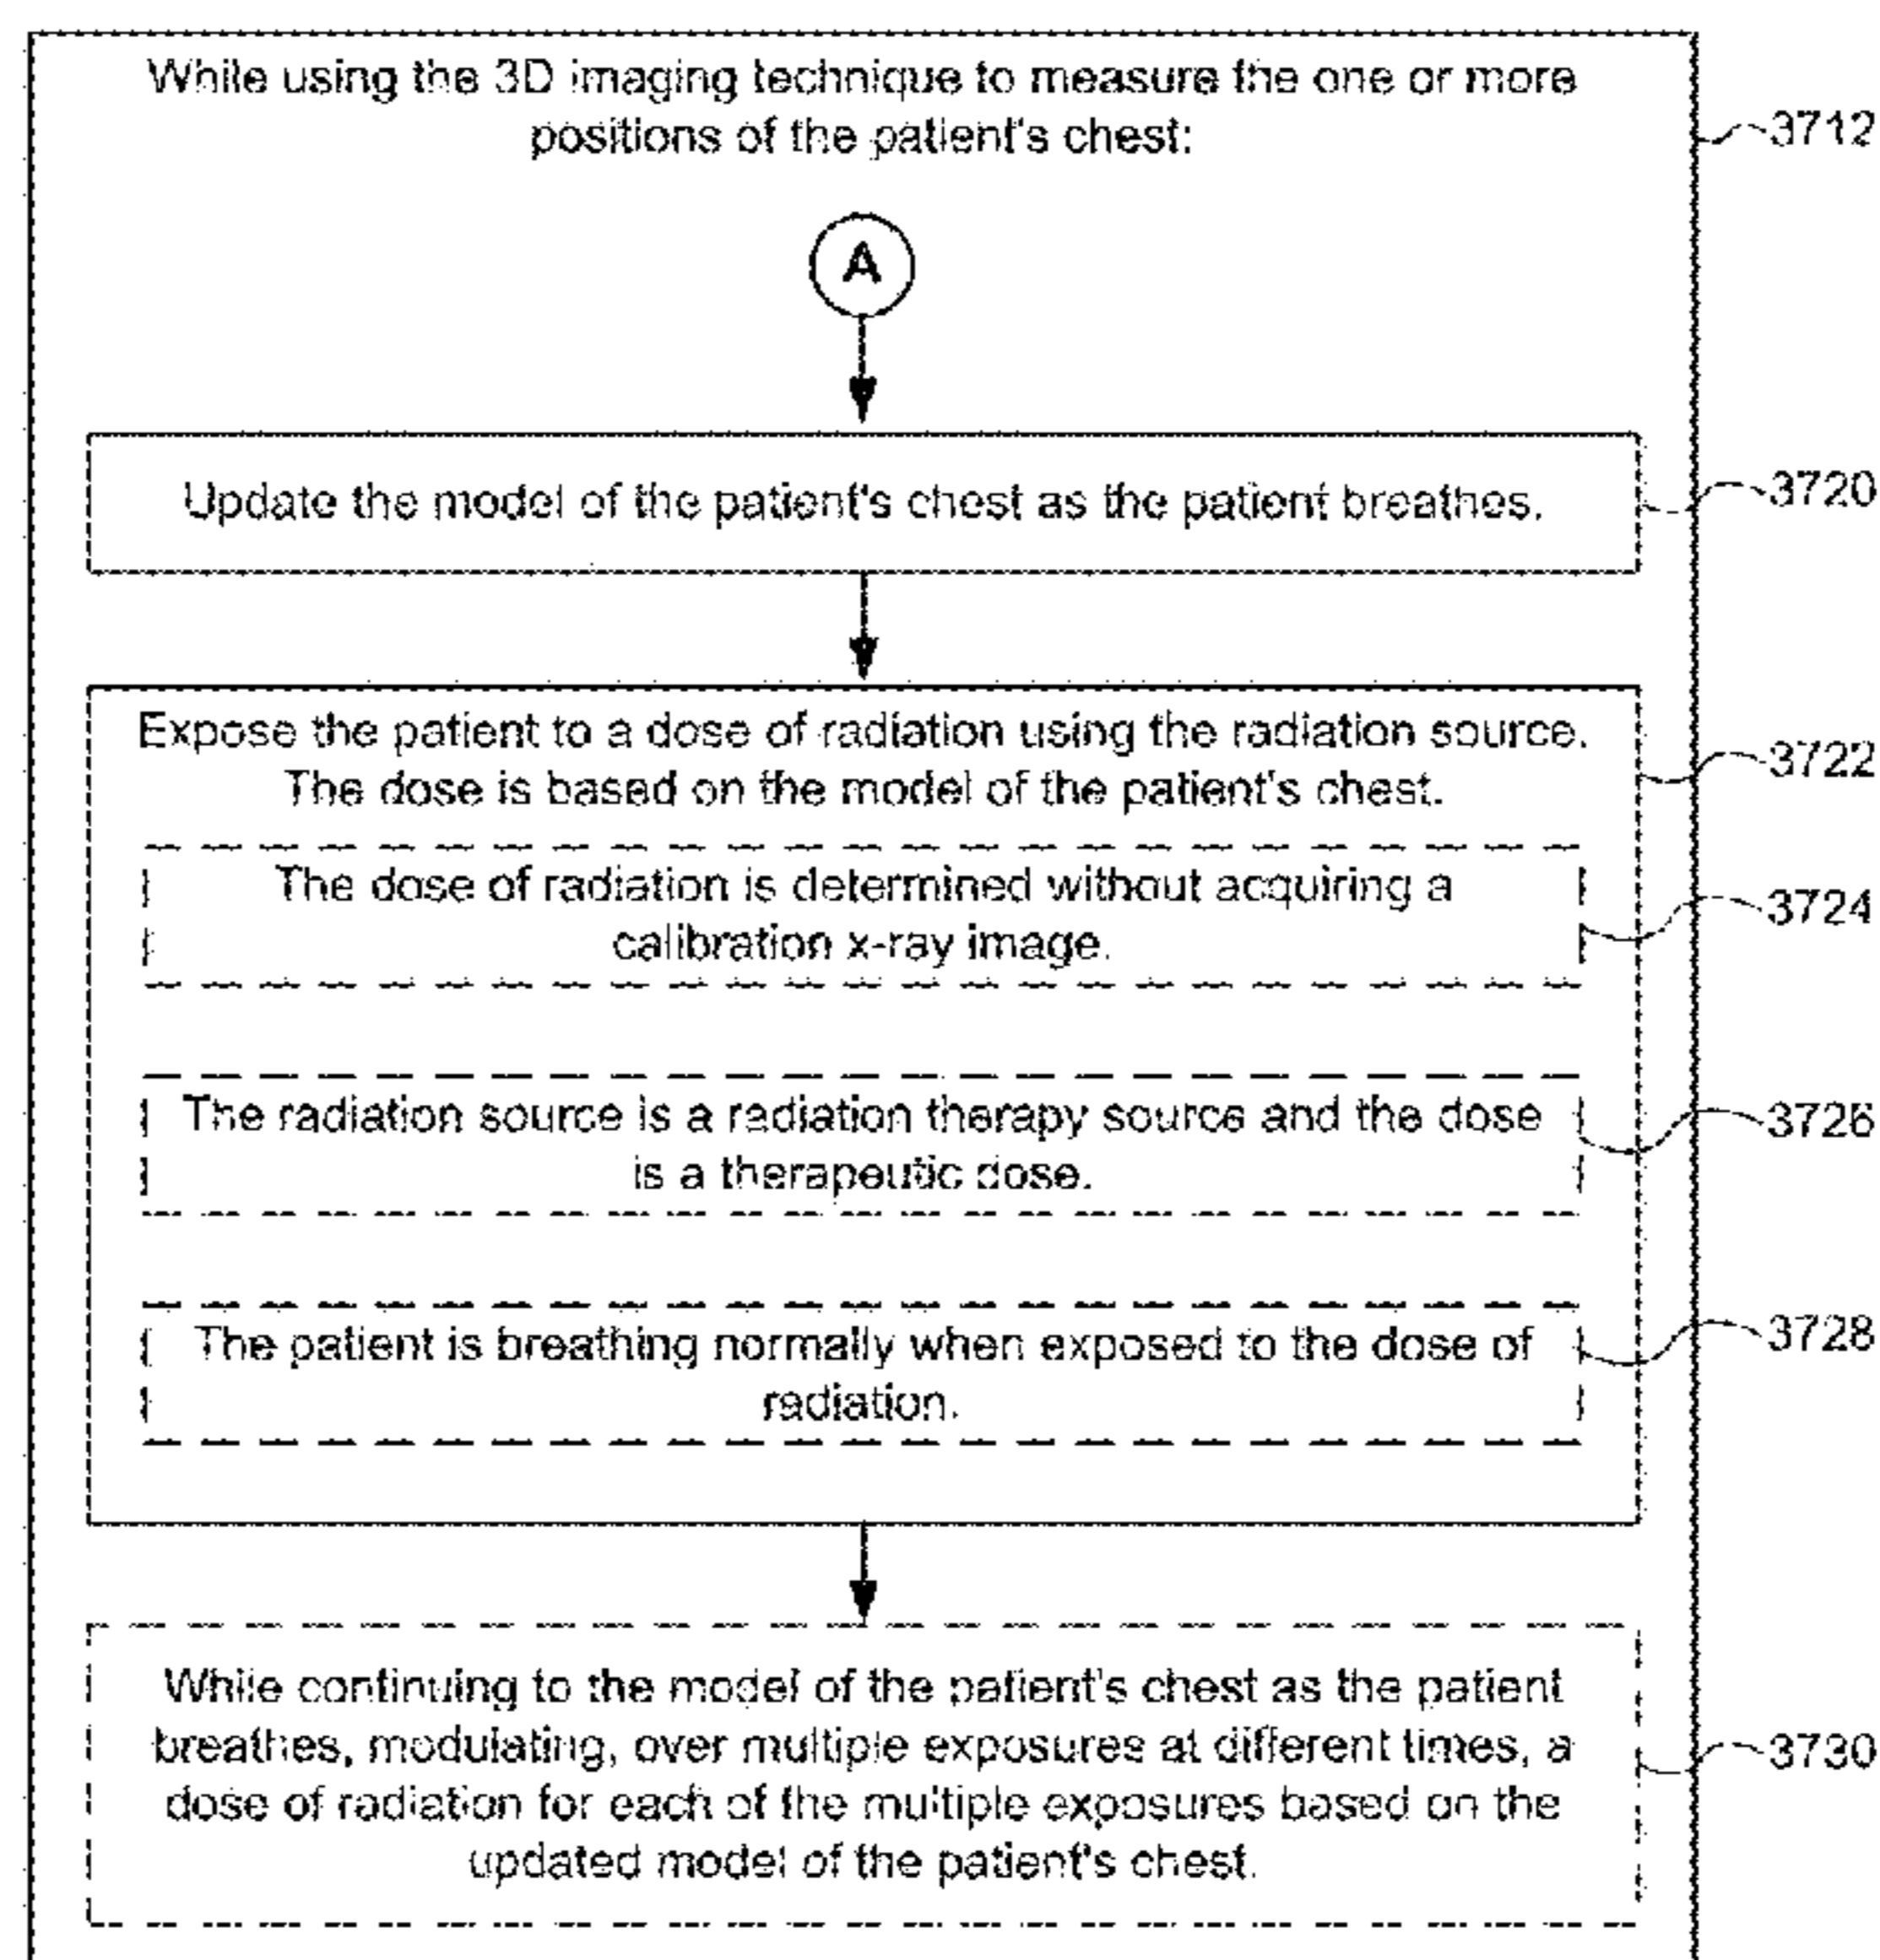 While using the 3D imaging technique to measure the one or more
positions of the patient's chest:
3712
A
Update the model of the patient's chest as the patient breathes.
3720
Expose the patient to a dose of radiation using the radiation source.
The dose is based on the model of the patient's chest.
3722
The dose of radiation is determined without acquiring a
calibration x-ray image.
3724
The radiation source is a radiation therapy source and the dose
is a therapeutic dose.
3726
The patient is breathing normally when exposed to the dose of
radiation.
3728
While continuing to the model of the patient's chest as the patient
breathes, modulating, over multiple exposures at different times, a
dose of radiation for each of the multiple exposures based on the
updated model of the patient's chest.
3730